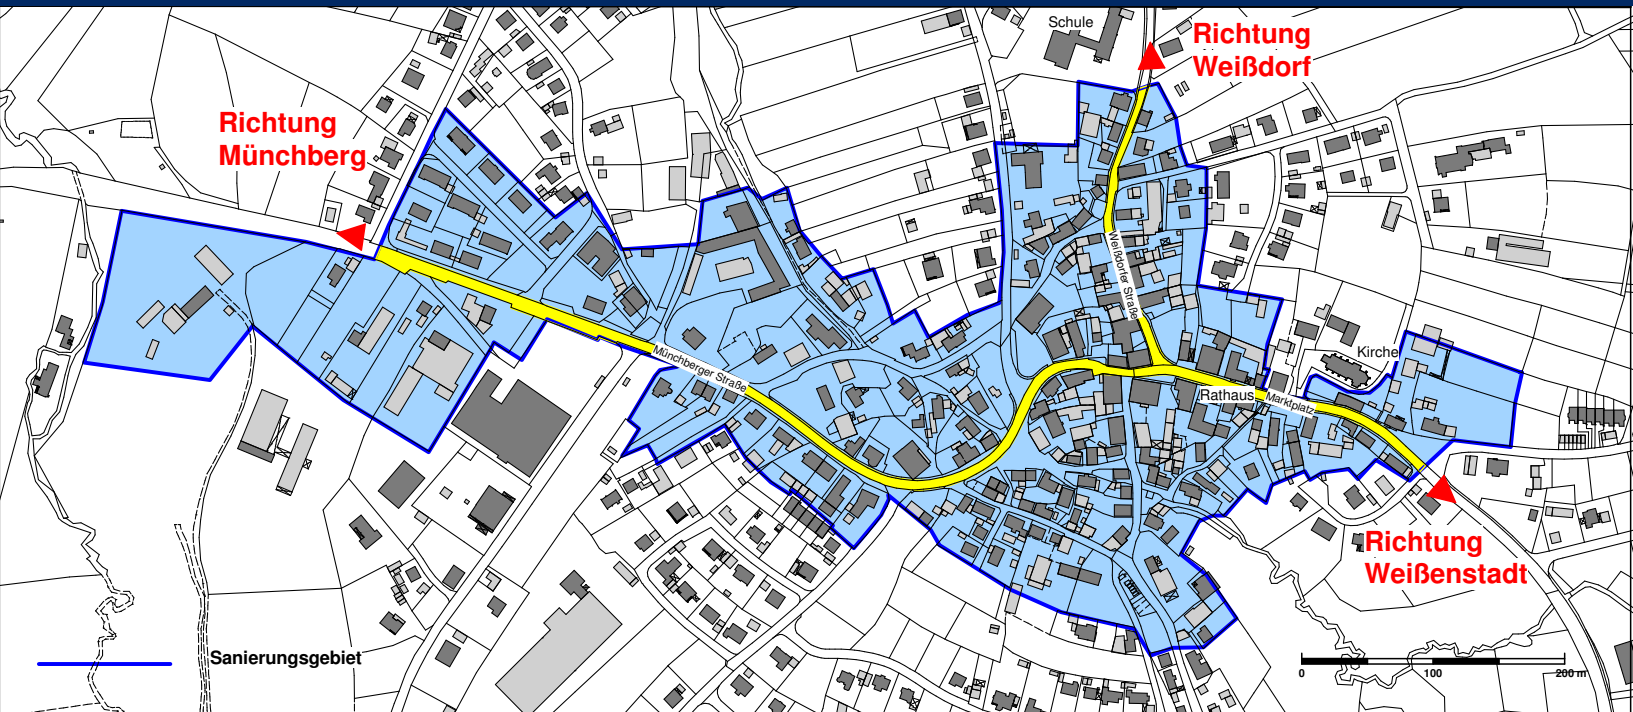 Schule
Richtung
Weißdorf
Richtung
Münchberg
Weißdorfer Straße
Münchberger Straße
Kirche
Rathaus
Marktplatz
Richtung
Weißenstadt
Sanierungsgebiet
0
100
200 m